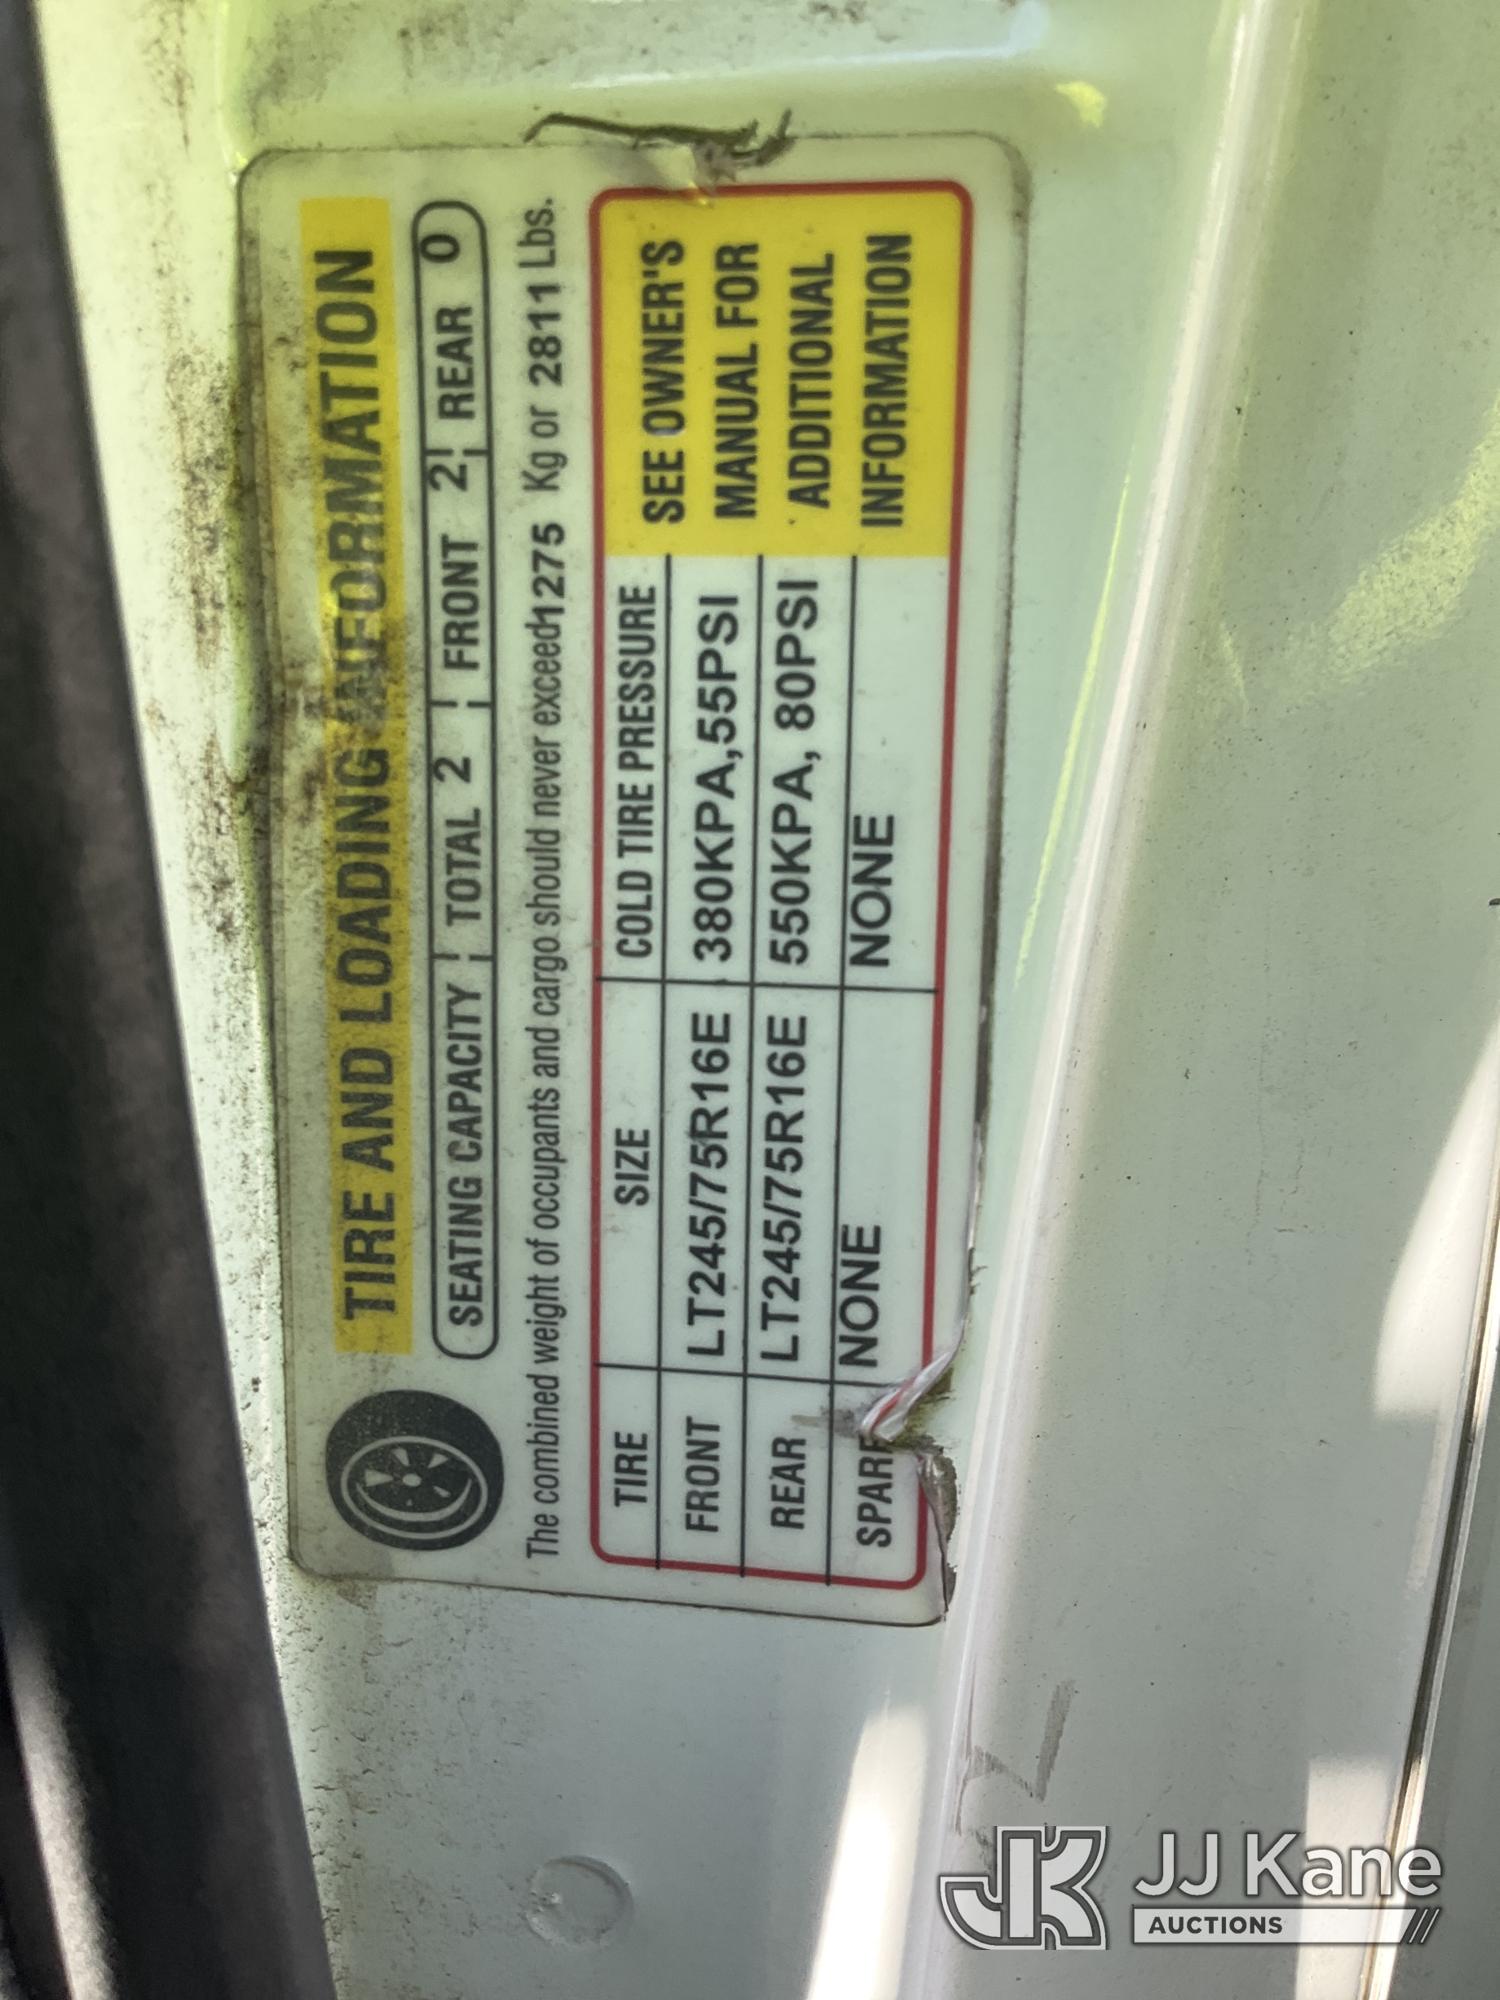 TIRE AND LOADING INFORMATION
SEATING CAPACITY TOTAL 2 FRONT 2 REAR 0
The combined weight of occupants and cargo should never exceed 1275 Kg or 2811 Lbs.
TIRE SIZE COLD TIRE PRESSURE SEE OWNER'S
FRONT LT245/75R16E 380KPA,55PSI MANUAL FOR
REAR LT245/75R16E 550KPA, 80PSI ADDITIONAL
SPARE NONE NONE INFORMATION
JK JJ Kane
AUCTIONS